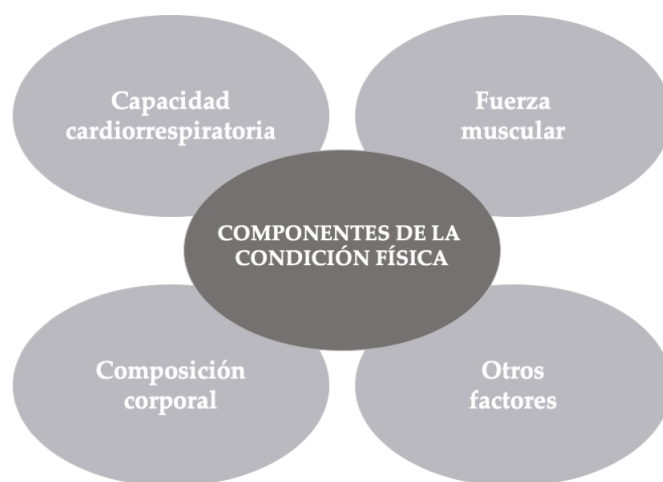 Capacidad
cardiorrespiratoria
Fuerza
muscular
COMPONENTES DE LA
CONDICIÓN FÍSICA
Composición
corporal
Otros
factores